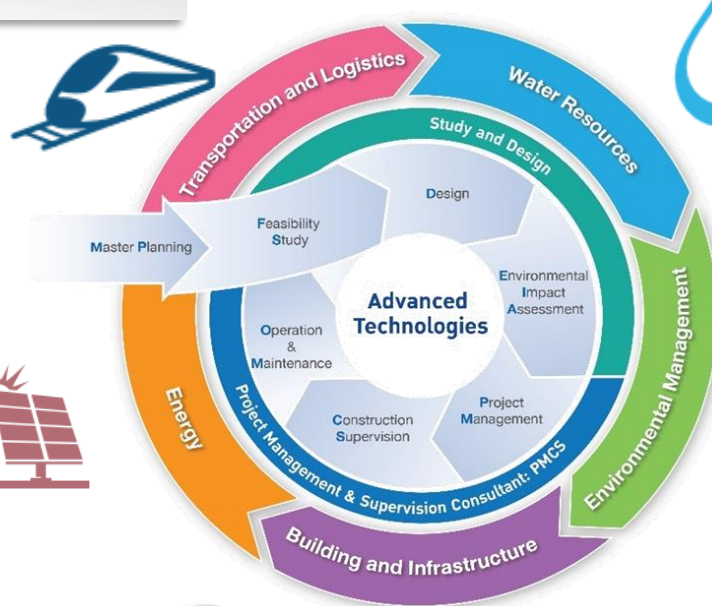 Transportation and Logistics
Water Resources
Study and Design
Design
Feasibility
Study
Master Planning
Environmental
Impact
Assessment
Advanced
Technologies
Operation
&
Maintenance
Project
Management
Construction
Supervision
Environmental Management
Energy
Project Management & Supervision Consultant: PMCS
Building and Infrastructure